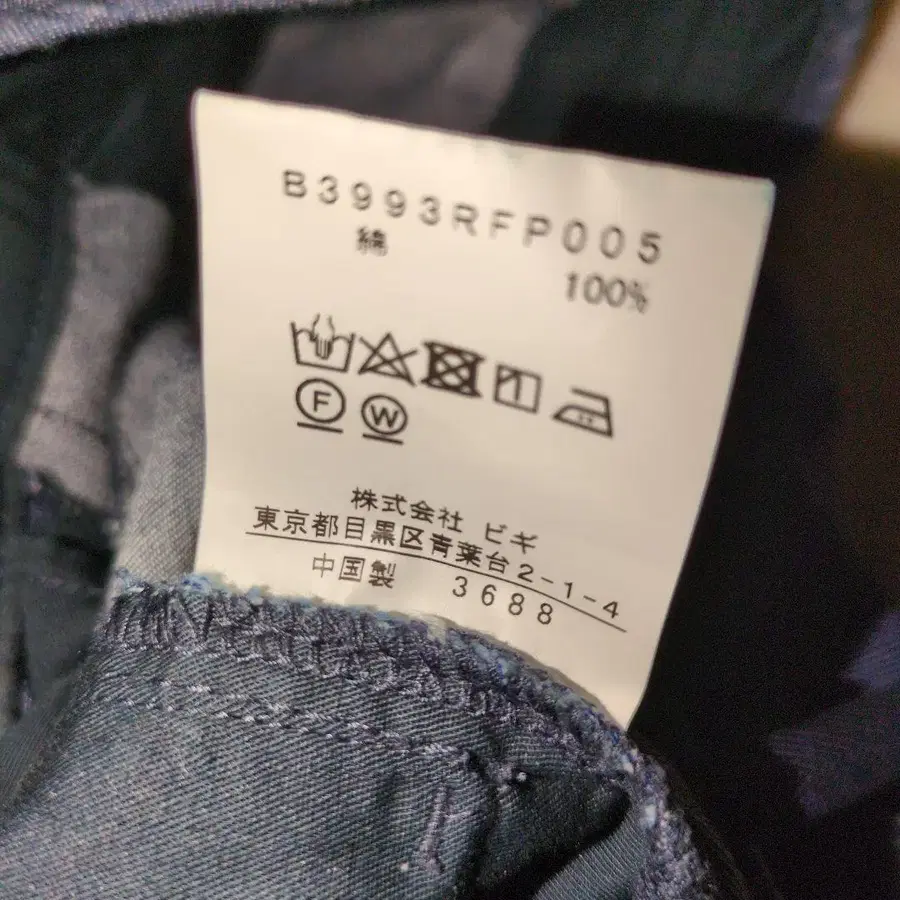 B3993RFP005
綿
100%
F W
株式会社 ビギ
東京都目黒区青葉台2-1-4
中国製 3688